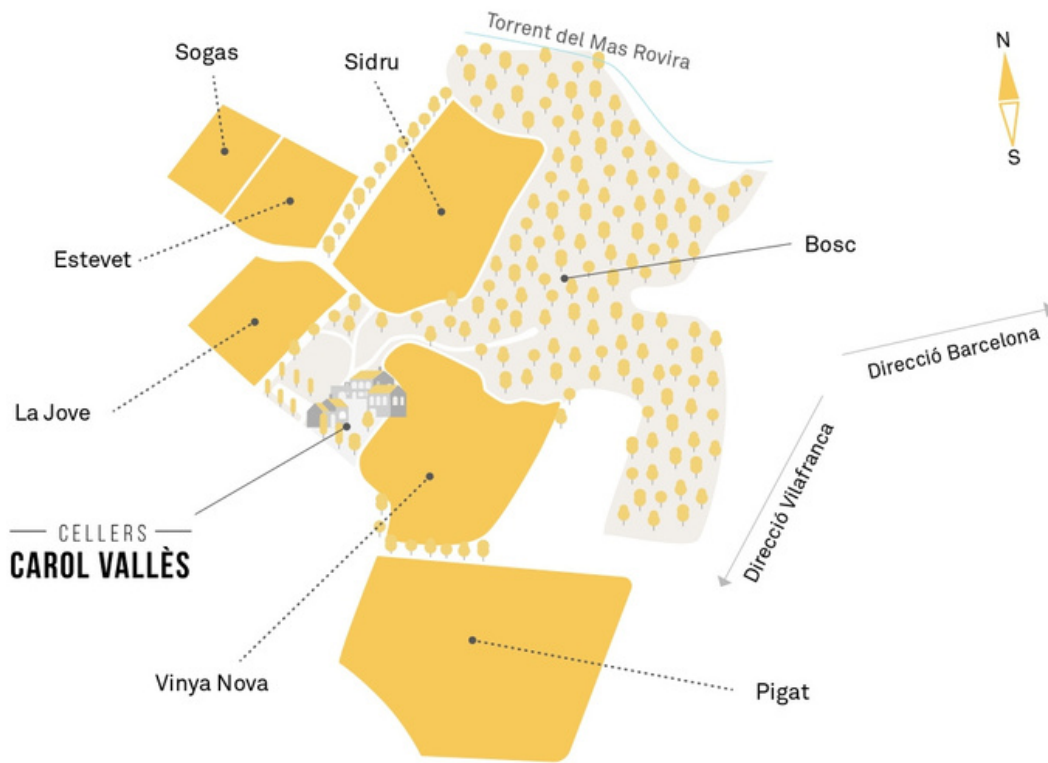 Torrent del Mas Rovira
N
S
Sogas
Sidru
Estevet
Bosc
Direcció Barcelona
La Jove
Direcció Vilafranca
CELLERS
CAROL VALLÈS
Vinya Nova
Pigat